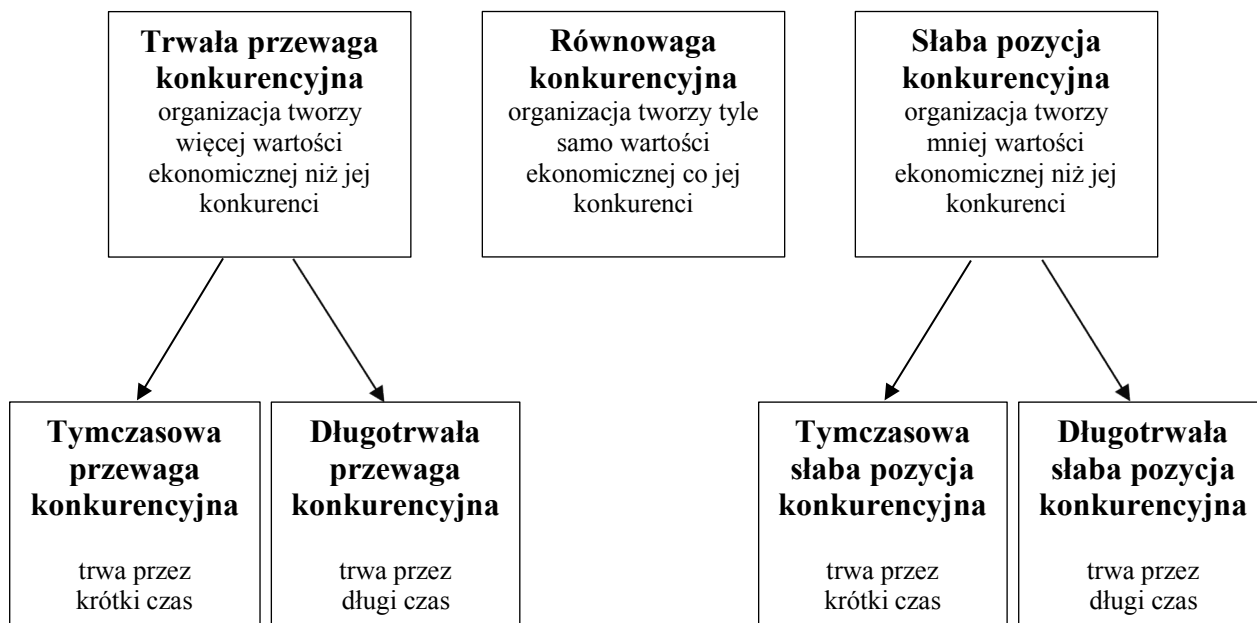 Trwała przewaga
konkurencyjna
organizacja tworzy
więcej wartości
ekonomicznej niż jej
konkurenci
Równowaga
konkurencyjna
organizacja tworzy tyle
samo wartości
ekonomicznej co jej
konkurenci
Słaba pozycja
konkurencyjna
organizacja tworzy
mniej wartości
ekonomicznej niż jej
konkurenci
Tymczasowa
przewaga
konkurencyjna
trwa przez
krótki czas
Długotrwała
przewaga
konkurencyjna
trwa przez
długi czas
Tymczasowa
słaba pozycja
konkurencyjna
trwa przez
krótki czas
Długotrwała
słaba pozycja
konkurencyjna
trwa przez
długi czas